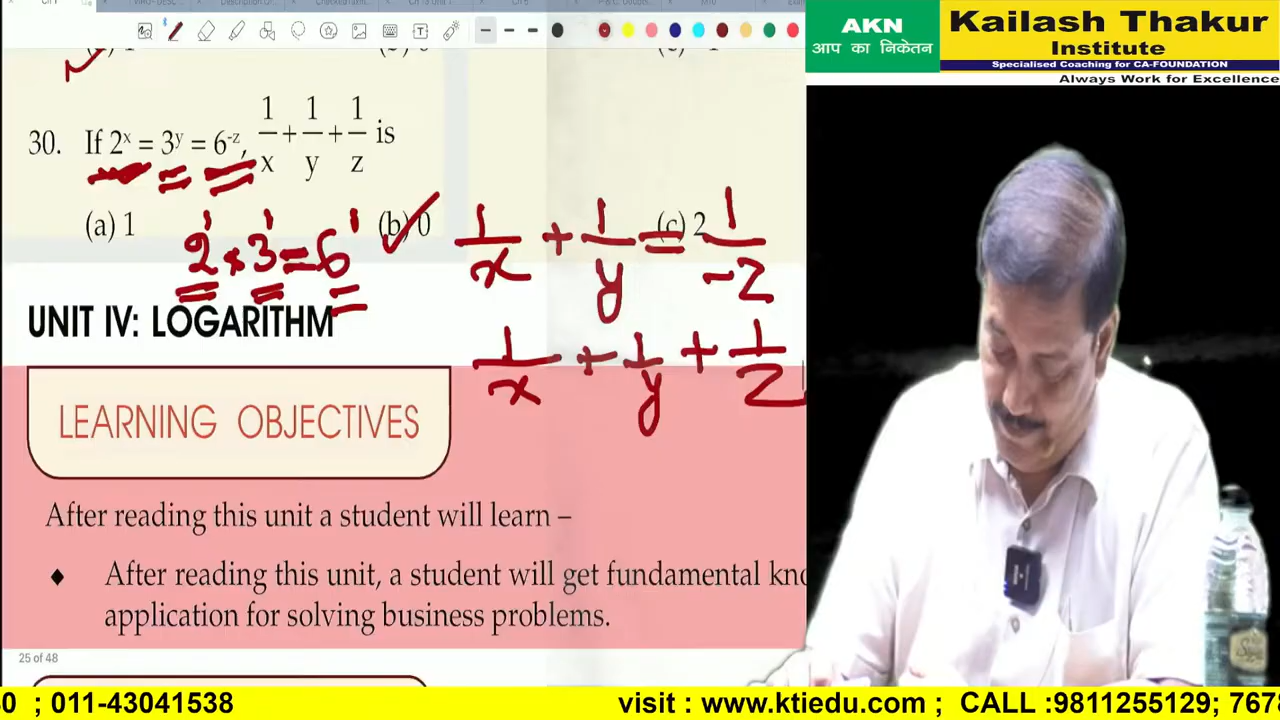 AKN
आप का निकेतन
Kailash Thakur
Institute
Specialised Coaching for CA-FOUNDATION
Always Work for Excellence
30. If 2ˣ = 3ʸ = 6⁻ᶻ, 1/x + 1/y + 1/z is
(a) 1 (b) 0 (c) 2
2¹ × 3¹ = 6¹
1/x + 1/y = 1/-z
1/x + 1/y + 1/z
UNIT IV: LOGARITHM
LEARNING OBJECTIVES
After reading this unit a student will learn –
♦ After reading this unit, a student will get fundamental kno
application for solving business problems.
25 of 48
0 ; 011-43041538 visit : www.ktiedu.com ; CALL :9811255129; 767